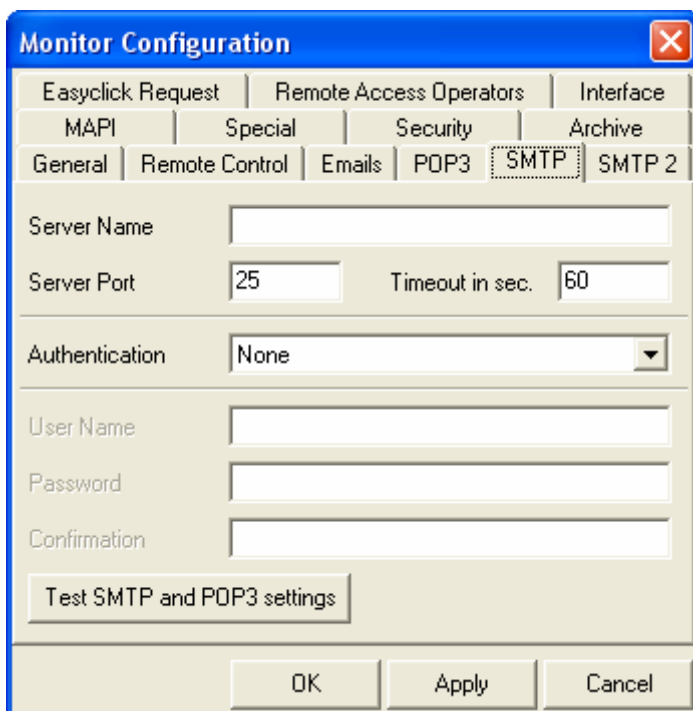 Monitor Configuration
Easyclick Request Remote Access Operators Interface
MAPI Special Security Archive
General Remote Control Emails POP3 SMTP SMTP 2
Server Name
Server Port 25 Timeout in sec. 60
Authentication None
User Name
Password
Confirmation
Test SMTP and POP3 settings
OK Apply Cancel